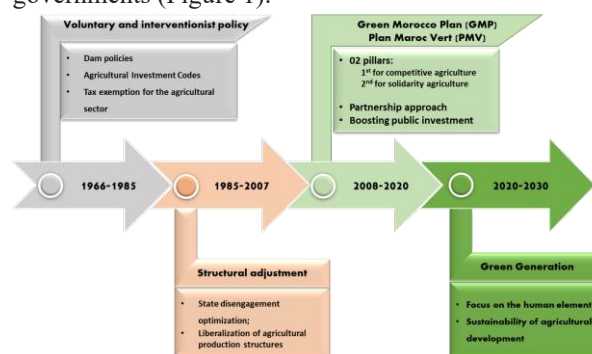 governments (Figure 1).
Voluntary and interventionist policy
• Dam policies
• Agricultural Investment Codes
• Tax exemption for the agricultural
sector
Green Morocco Plan (GMP)
Plan Maroc Vert (PMV)
• 02 pillars:
1st for competitive agriculture
2nd for solidarity agriculture
• Partnership approach
• Boosting public investment
1966-1985
1985-2007
2008-2020
2020-2030
Structural adjustment
• State disengagement
optimization;
• Liberalization of agricultural
production structures
Green Generation
• Focus on the human element
• Sustainability of agricultural
development